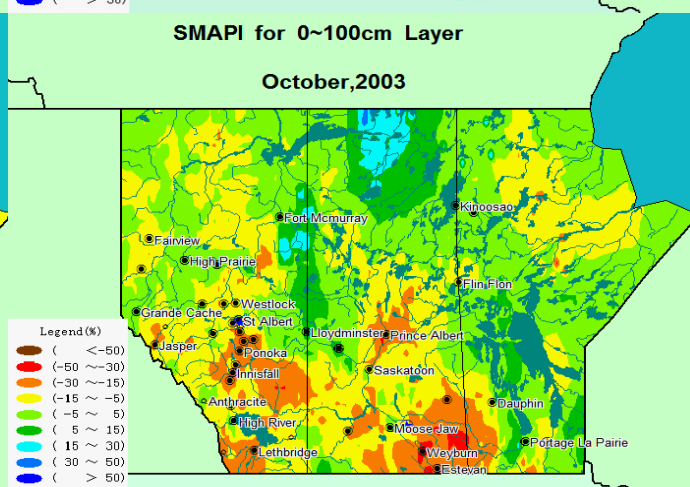 ( > 50)
SMAPI for 0~100cm Layer
October,2003
Kinoosao
Fort Mcmurray
Fairview
High Prairie
Flin Flon
Westlock
Grande Cache
St Albert
Lloydminster
Prince Albert
Jasper
Ponoka
Saskatoon
Innisfail
Anthracite
Dauphin
High River
Moose Jaw
Portage La Pairie
Lethbridge
Weyburn
Estevan
Legend(%)
( <-50)
(-50 ~-30)
(-30 ~-15)
(-15 ~ -5)
( -5 ~ 5)
( 5 ~ 15)
( 15 ~ 30)
( 30 ~ 50)
( > 50)